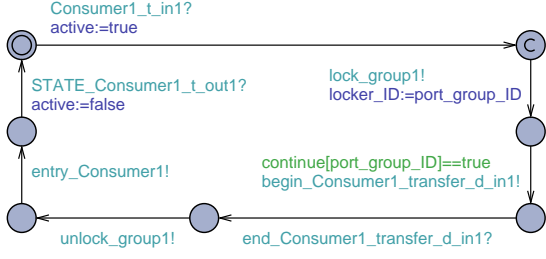 Consumer1_t_in1?
active:=true
C
STATE_Consumer1_t_out1?
active:=false
lock_group1!
locker_ID:=port_group_ID
entry_Consumer1!
continue[port_group_ID]==true
begin_Consumer1_transfer_d_in1!
unlock_group1!
end_Consumer1_transfer_d_in1?